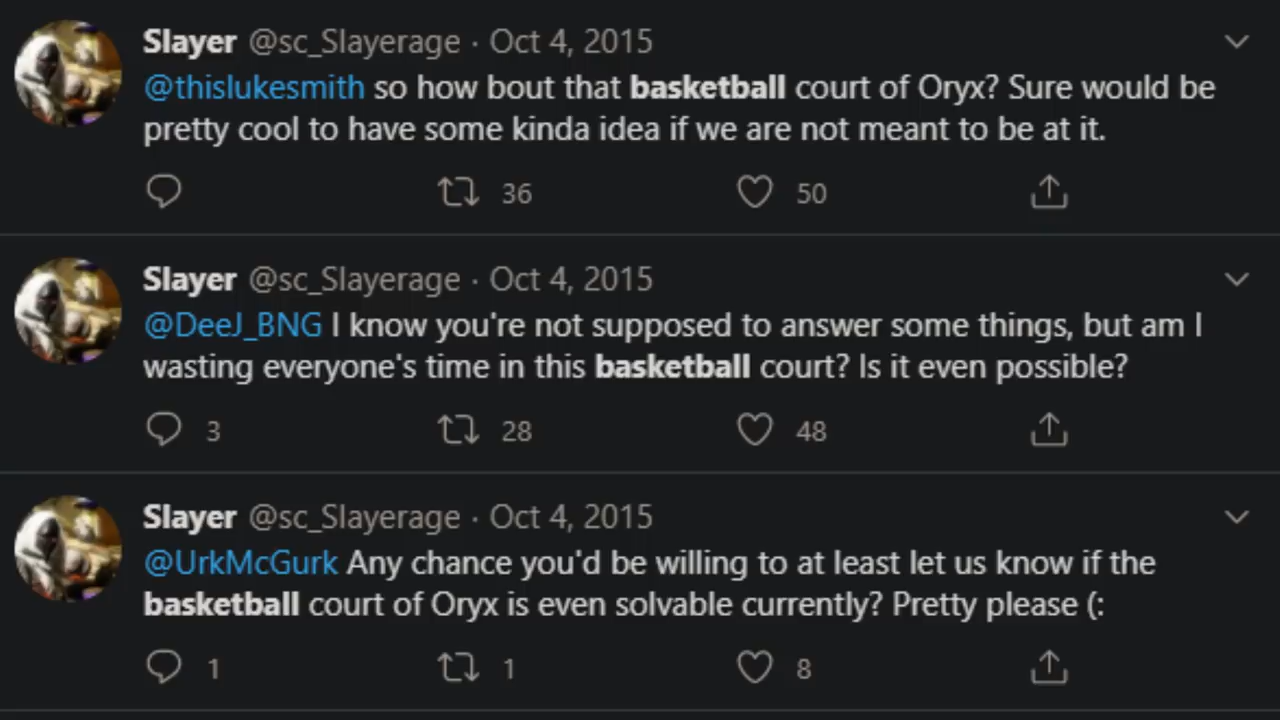 Slayer @sc_Slayerage · Oct 4, 2015
@thislukesmith so how bout that basketball court of Oryx? Sure would be
pretty cool to have some kinda idea if we are not meant to be at it.
36 50
Slayer @sc_Slayerage · Oct 4, 2015
@DeeJ_BNG I know you're not supposed to answer some things, but am I
wasting everyone's time in this basketball court? Is it even possible?
3 28 48
Slayer @sc_Slayerage · Oct 4, 2015
@UrkMcGurk Any chance you'd be willing to at least let us know if the
basketball court of Oryx is even solvable currently? Pretty please (:
1 1 8